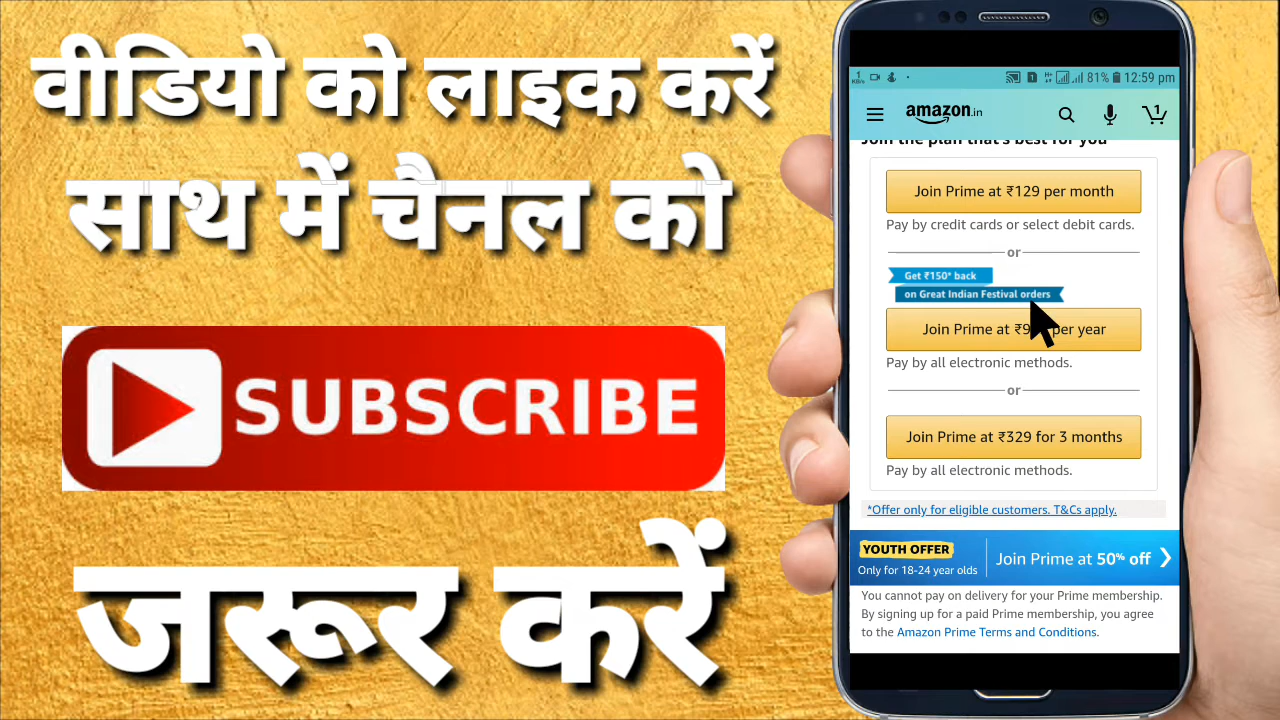 वीडियो को लाइक करें
साथ में चैनल को
SUBSCRIBE
जरूर करें
81% 12:59 pm
amazon.in
1
Join the plan that's best for you
Join Prime at ₹129 per month
Pay by credit cards or select debit cards.
or
Get ₹150* back
on Great Indian Festival orders
Join Prime at per year
Pay by all electronic methods.
or
Join Prime at ₹329 for 3 months
Pay by all electronic methods.
*Offer only for eligible customers. T&Cs apply.
YOUTH OFFER
Only for 18-24 year olds
Join Prime at 50% off
You cannot pay on delivery for your Prime membership.
By signing up for a paid Prime membership, you agree
to the Amazon Prime Terms and Conditions.